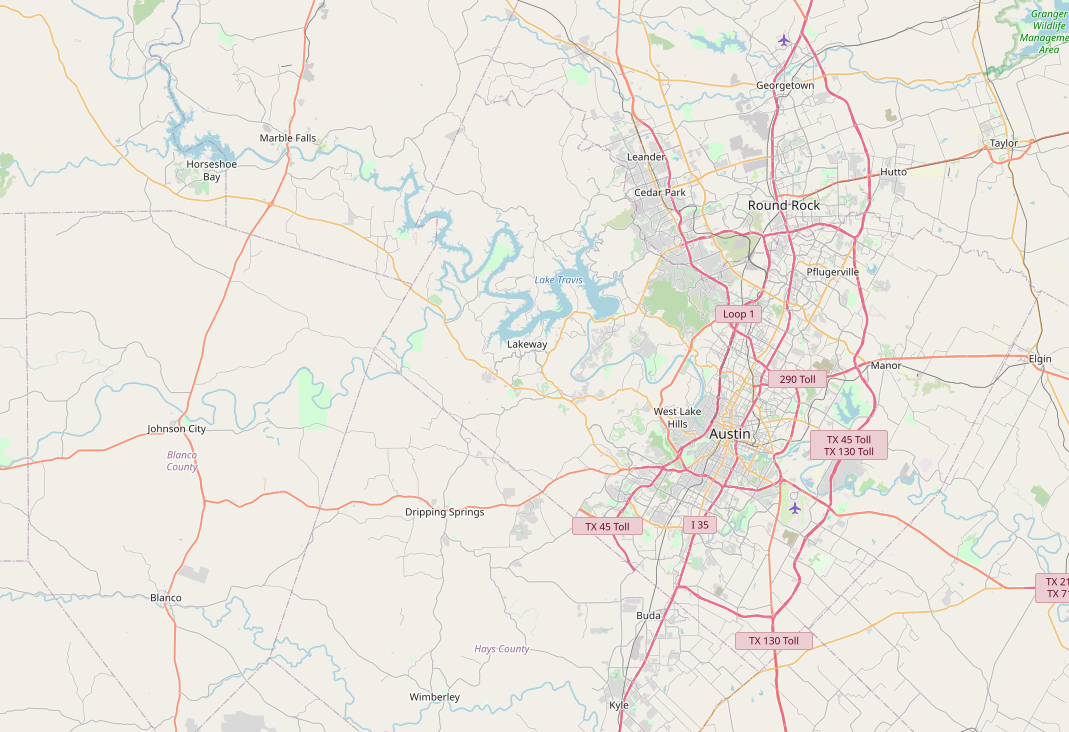 Granger
Wildlife
Management
Area
Georgetown
Marble Falls
Taylor
Leander
Horseshoe
Bay
Hutto
Cedar Park
Round Rock
Pflugerville
Lake Travis
Loop 1
Lakeway
Elgin
Manor
290 Toll
West Lake
Hills
Johnson City
Austin
TX 45 Toll
TX 130 Toll
Blanco
County
Dripping Springs
TX 45 Toll
I 35
TX 21
TX 71
Blanco
Buda
TX 130 Toll
Hays County
Wimberley
Kyle